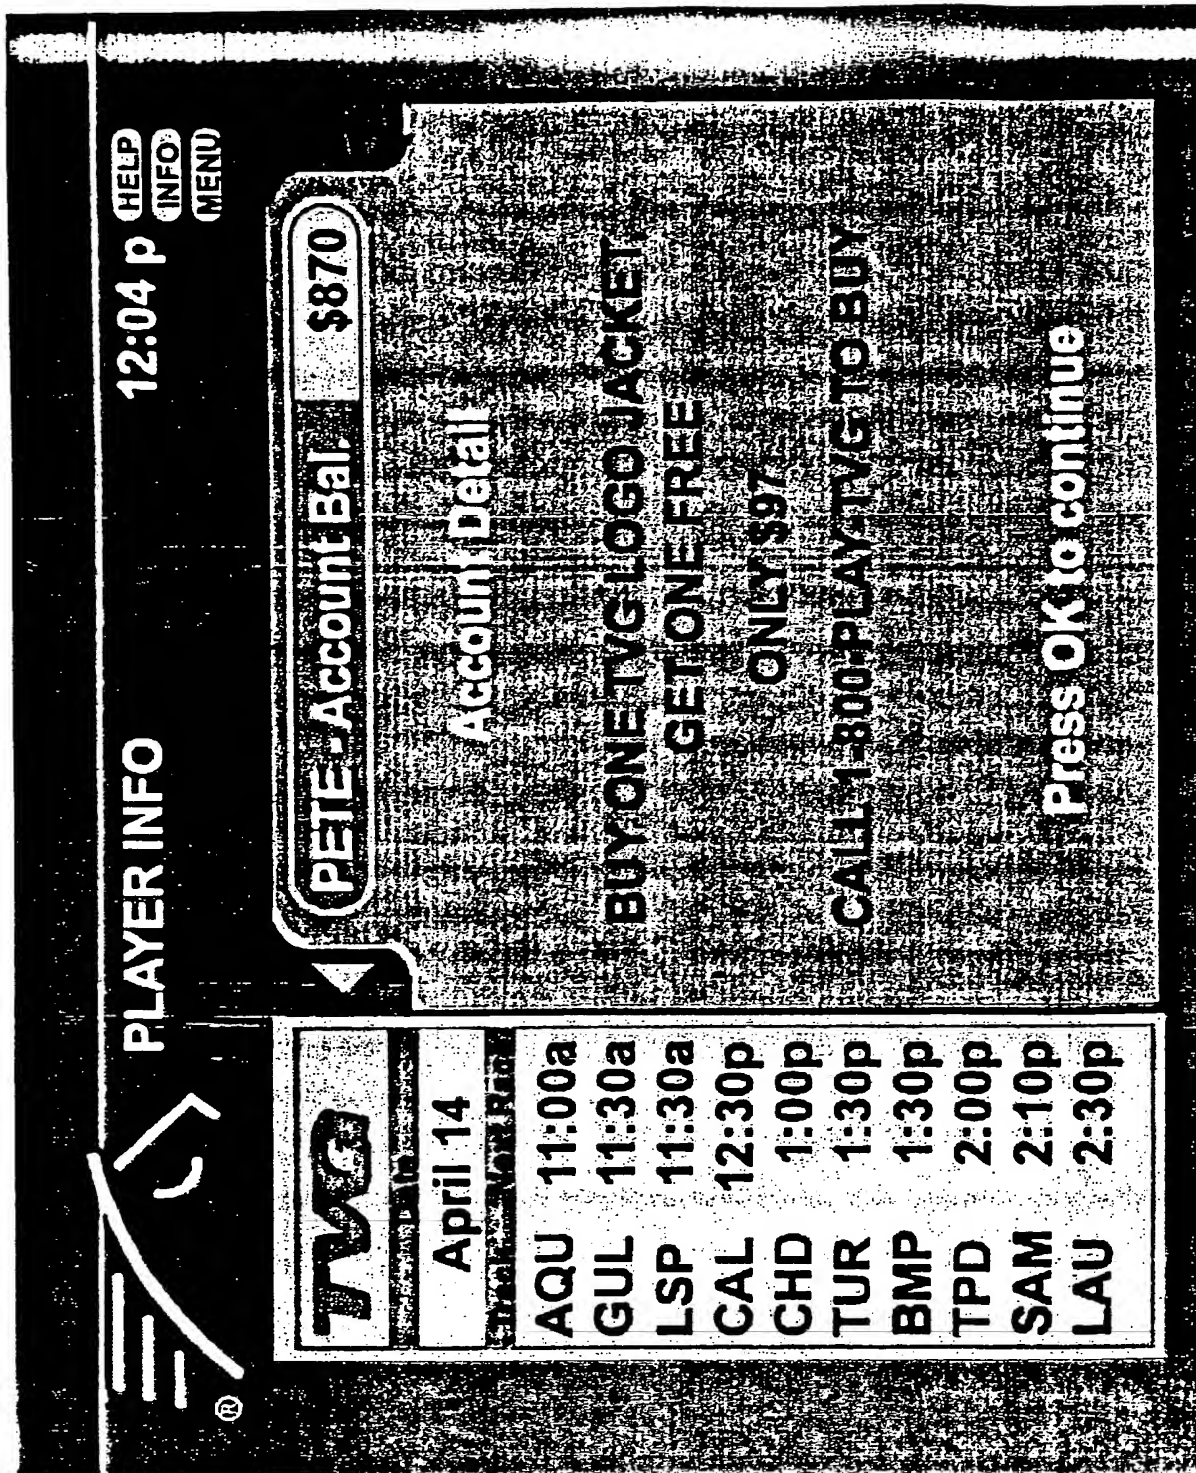 PLAYER INFO
12:04 p
HELP
INFO
MENU
®
TVG
April 14
AQU 11:00a
GUL 11:30a
LSP 11:30a
CAL 12:30p
CHD 1:00p
TUR 1:30p
BMP 1:30p
TPD 2:00p
SAM 2:10p
LAU 2:30p
PETE - Account Bal. $870
Account Detail
BUY ONE TVG LOGO JACKET
GET ONE FREE
ONLY $97
CALL 1-800-PLAY-TVG TO BUY
Press OK to continue